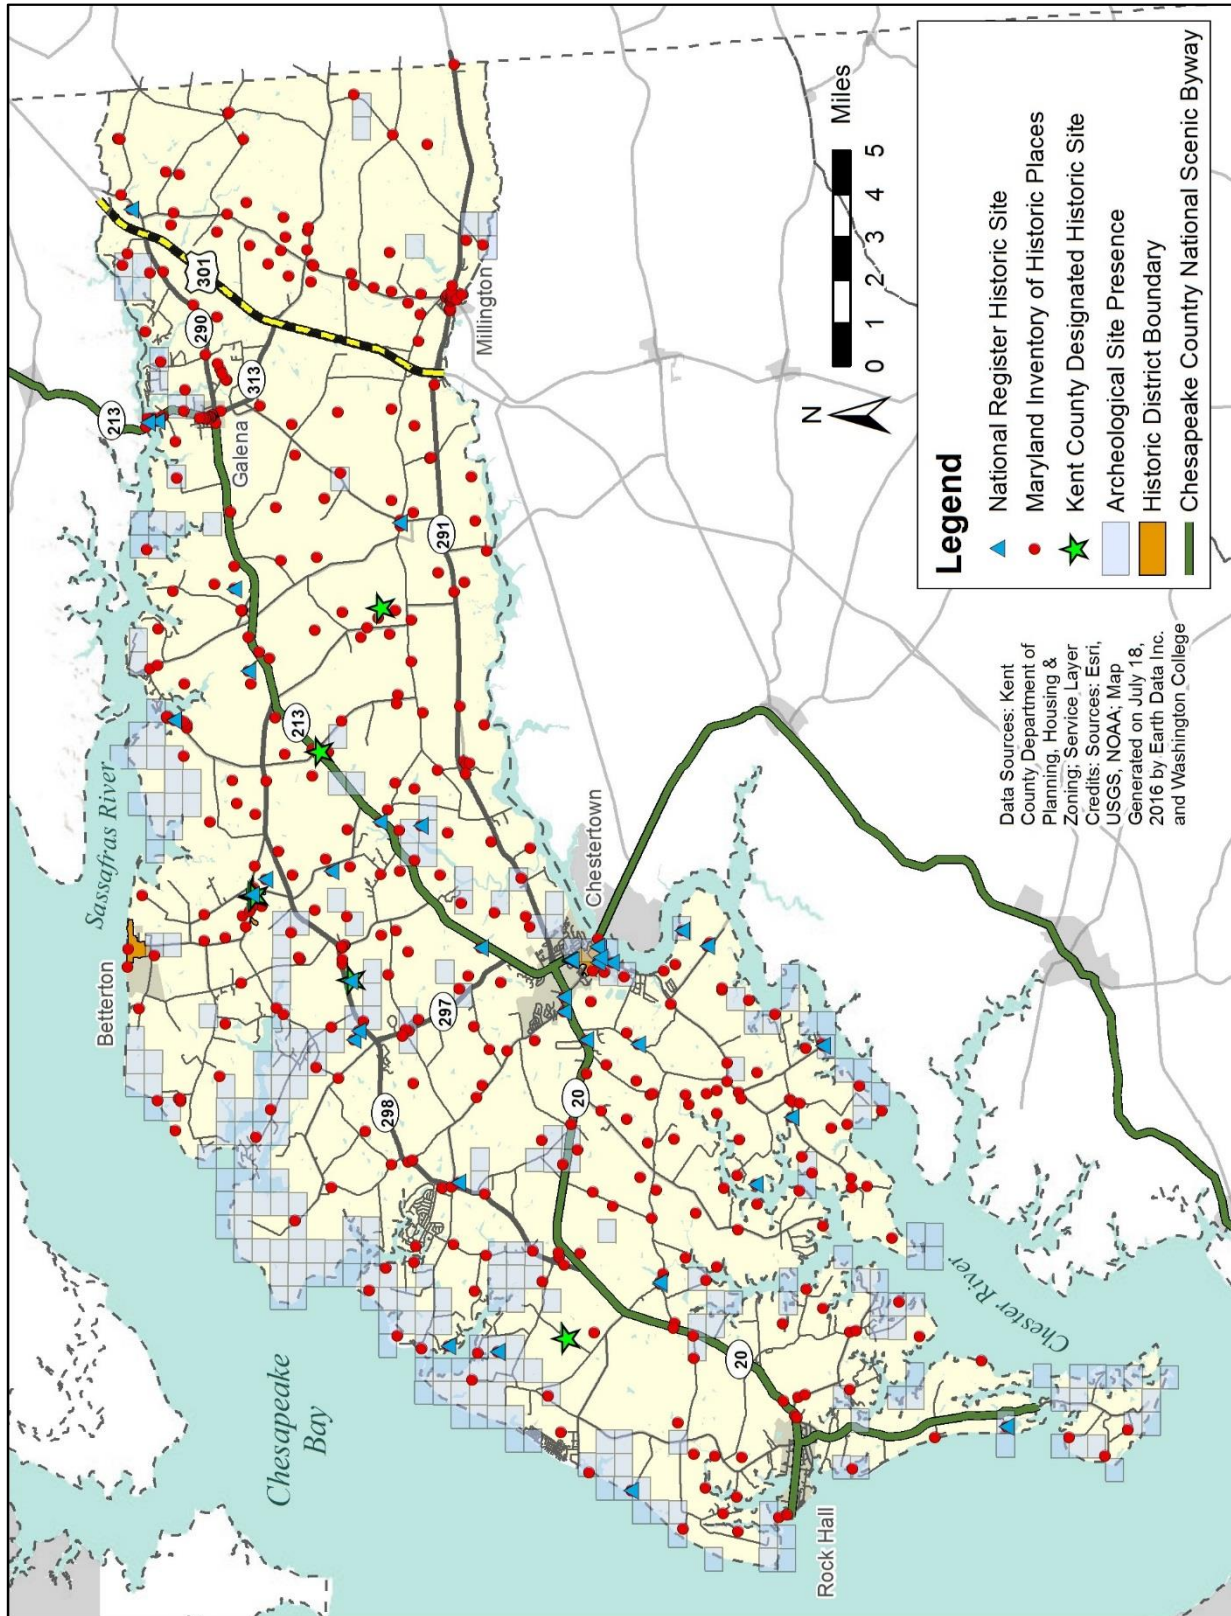 Chesapeake
Bay
Sassafras River
Betterton
213
290
301
313
Galena
213
291
Millington
297
298
Chestertown
20
20
Rock Hall
Chester River
N
0 1 2 3 4 5
Miles
Data Sources: Kent
County Department of
Planning, Housing &
Zoning; Service Layer
Credits: Sources: Esri,
USGS, NOAA; Map
Generated on July 18,
2016 by Earth Data Inc.
and Washington College
Legend
National Register Historic Site
Maryland Inventory of Historic Places
Kent County Designated Historic Site
Archeological Site Presence
Historic District Boundary
Chesapeake Country National Scenic Byway